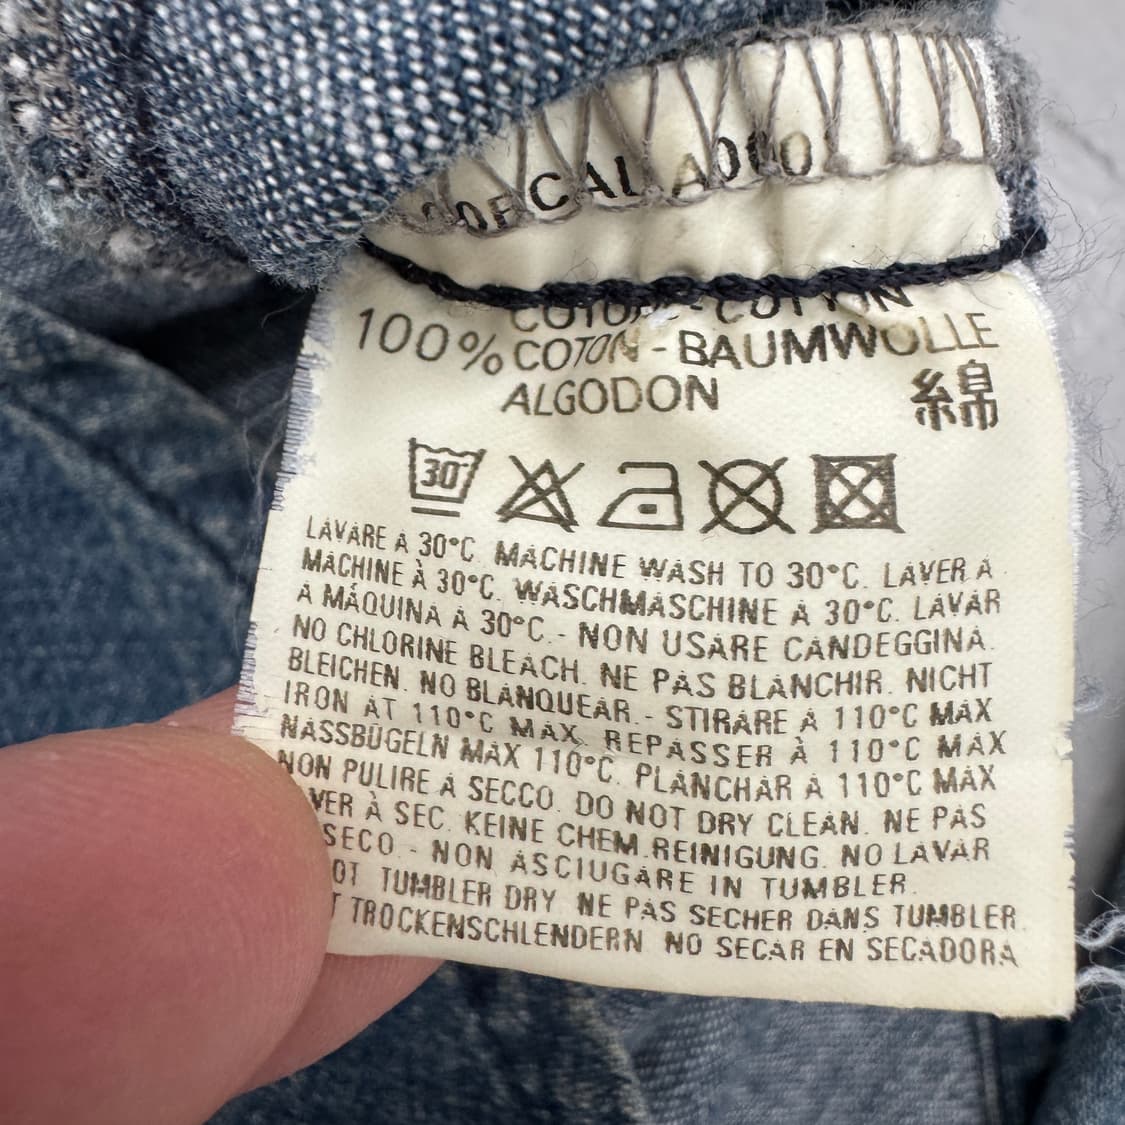 CAL A000
COTONE - COTTON
100% COTON - BAUMWOLLE
ALGODON 綿
30°
LAVARE A 30°C. MACHINE WASH TO 30°C. LAVER A
MACHINE À 30°C. WASCHMASCHINE A 30°C. LAVAR
A MÁQUINA A 30°C. - NON USARE CANDEGGINA.
NO CHLORINE BLEACH. NE PAS BLANCHIR. NICHT
BLEICHEN. NO BLANQUEAR. - STIRARE A 110°C MAX
IRON AT 110°C MAX. REPASSER À 110°C MAX
NASSBÜGELN MAX 110°C. PLANCHAR A 110°C MAX
NON PULIRE A SECCO. DO NOT DRY CLEAN. NE PAS
VER À SEC. KEINE CHEM.REINIGUNG. NO LAVAR
SECO. - NON ASCIUGARE IN TUMBLER.
OT TUMBLER DRY. NE PAS SECHER DANS TUMBLER.
T TROCKENSCHLENDERN NO SECAR EN SECADORA